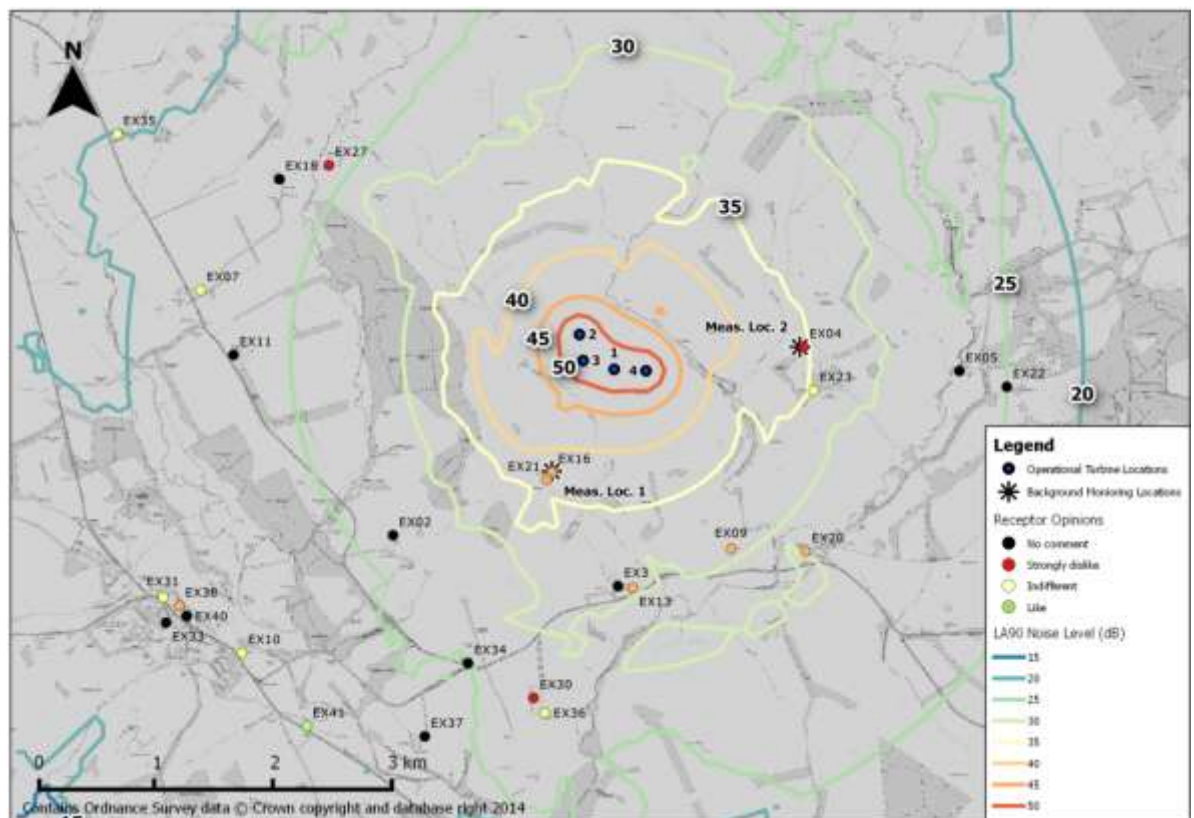 30
N
EX35
EX27
EX18
35
EX07
40
25
Meas. Loc. 2
EX04
45
2
EX11
50
3
1
4
EX05
EX23
EX22
20
EX21
EX16
Meas. Loc. 1
EX02
EX09
EX20
EX3
EX13
EX31
EX38
EX40
EX33
EX10
EX34
EX30
EX36
EX41
EX37
0
1
2
3 km
Contains Ordnance Survey data © Crown copyright and database right 2014
15
Legend
Operational Turbine Locations
Background Monitoring Locations
Receptor Opinions
No comment
Strongly dislike
Indifferent
Like
LA90 Noise Level (dB)
15
20
25
30
35
40
45
50